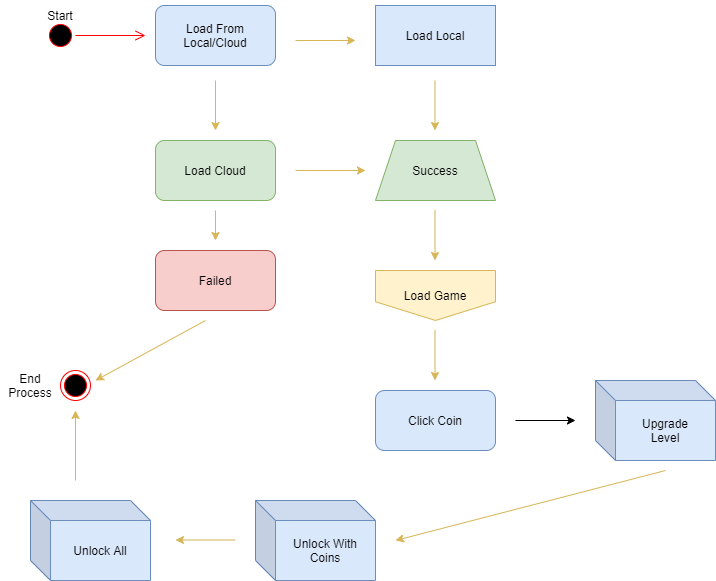 Start
Load From
Local/Cloud
Load Local
Load Cloud
Success
Failed
Load Game
End
Process
Click Coin
Upgrade
Level
Unlock All
Unlock With
Coins